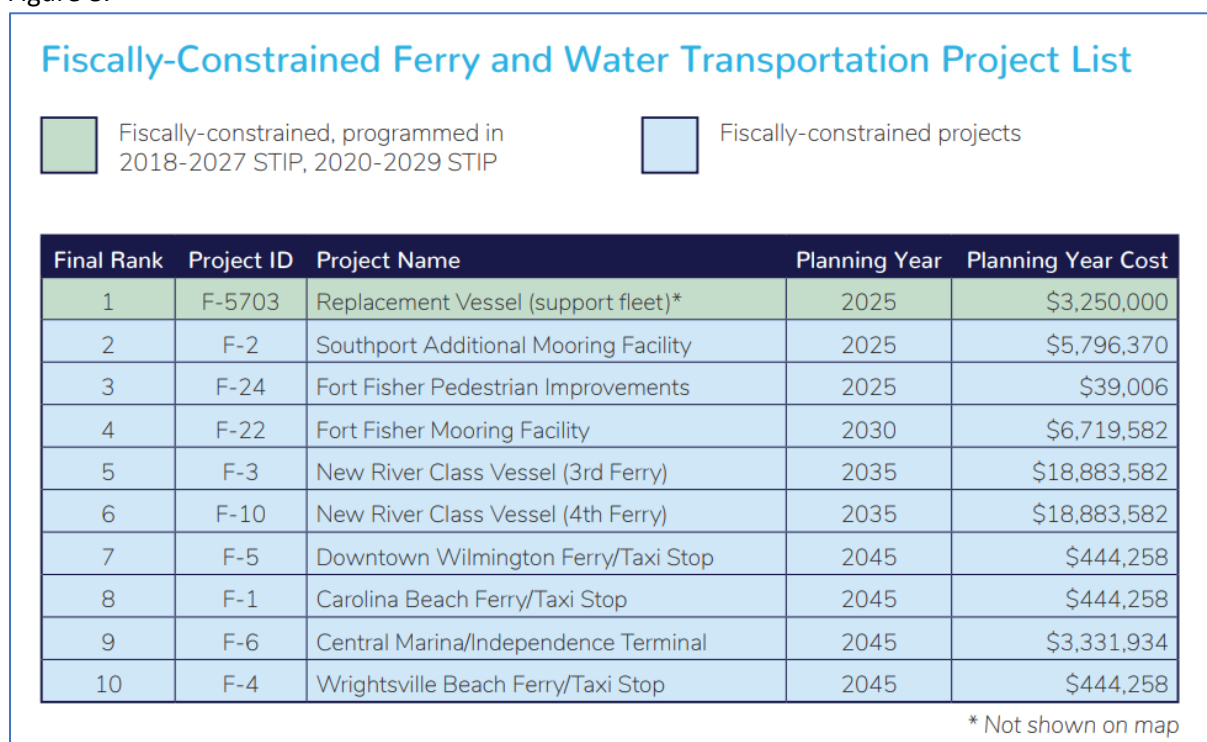 Fiscally-Constrained Ferry and Water Transportation Project List
Fiscally-constrained, programmed in
2018-2027 STIP, 2020-2029 STIP
Fiscally-constrained projects
Final Rank Project ID Project Name Planning Year Planning Year Cost
1 F-5703 Replacement Vessel (support fleet)* 2025 $3,250,000
2 F-2 Southport Additional Mooring Facility 2025 $5,796,370
3 F-24 Fort Fisher Pedestrian Improvements 2025 $39,006
4 F-22 Fort Fisher Mooring Facility 2030 $6,719,582
5 F-3 New River Class Vessel (3rd Ferry) 2035 $18,883,582
6 F-10 New River Class Vessel (4th Ferry) 2035 $18,883,582
7 F-5 Downtown Wilmington Ferry/Taxi Stop 2045 $444,258
8 F-1 Carolina Beach Ferry/Taxi Stop 2045 $444,258
9 F-6 Central Marina/Independence Terminal 2045 $3,331,934
10 F-4 Wrightsville Beach Ferry/Taxi Stop 2045 $444,258
* Not shown on map